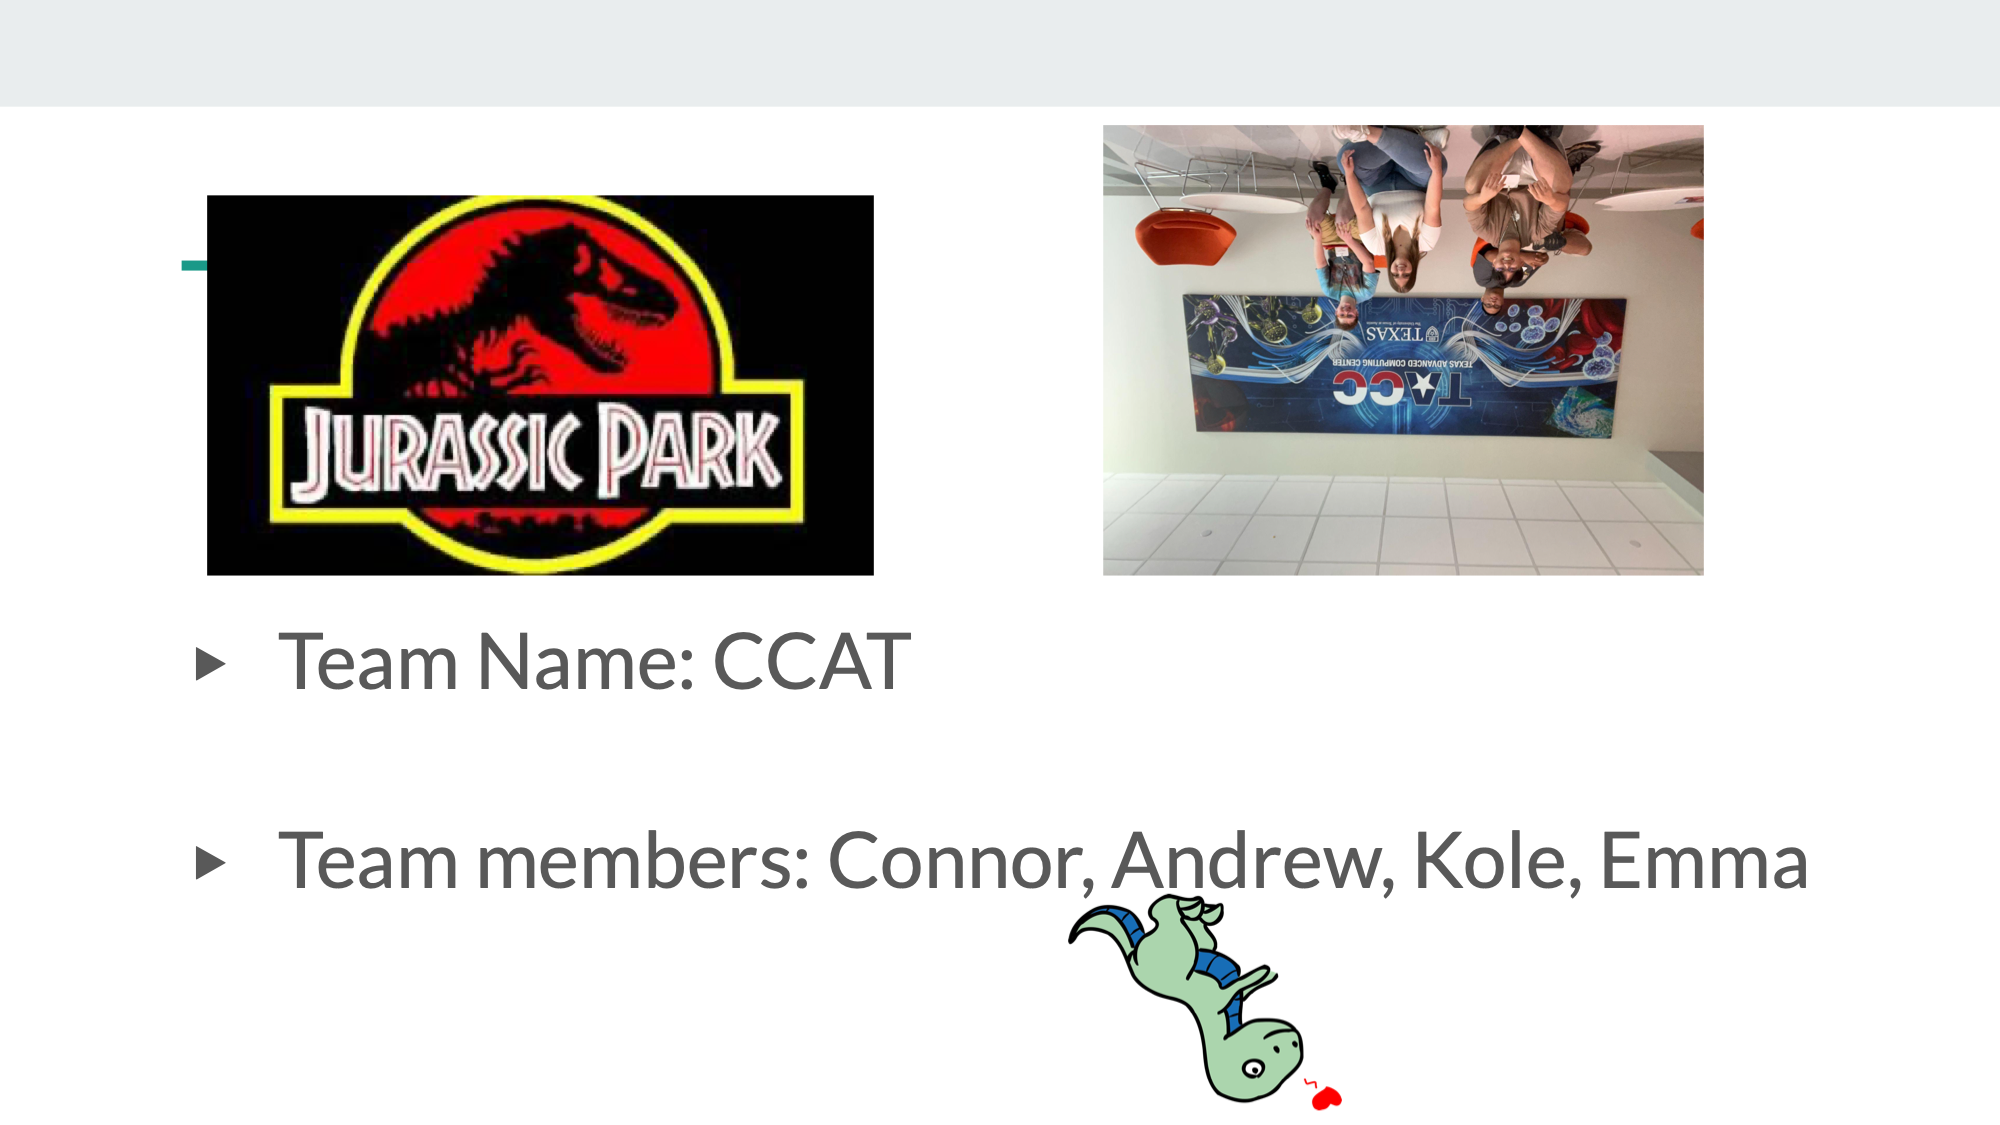 JURASSIC PARK
TEXAS
TEXAS ADVANCED COMPUTING CENTER
TACC
Team Name: CCAT
Team members: Connor, Andrew, Kole, Emma